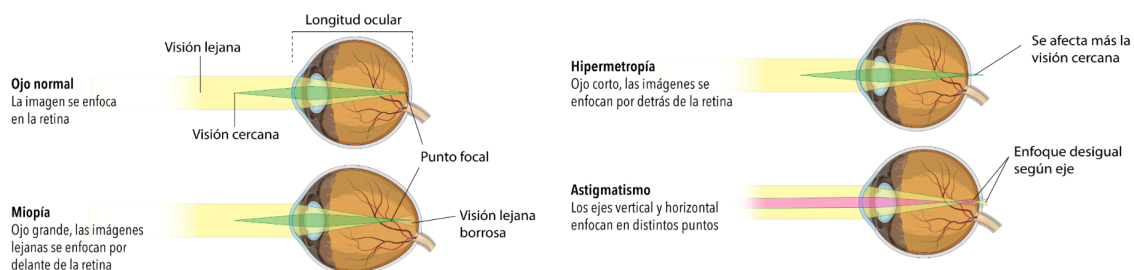 Longitud ocular
Visión lejana
Ojo normal
La imagen se enfoca
en la retina
Visión cercana
Punto focal
Miopía
Ojo grande, las imágenes
lejanas se enfocan por
delante de la retina
Visión lejana
borrosa
Hipermetropía
Ojo corto, las imágenes se
enfocan por detrás de la retina
Se afecta más la
visión cercana
Astigmatismo
Los ejes vertical y horizontal
enfocan en distintos puntos
Enfoque desigual
según eje